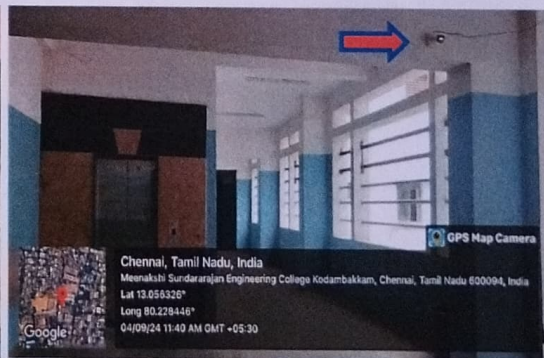 GPS Map Camera
Chennai, Tamil Nadu, India
Meenakshi Sundararajan Engineering College Kodambakkam, Chennai, Tamil Nadu 600094, India
Lat 13.056326°
Long 80.228446°
04/09/24 11:40 AM GMT +05:30
Google